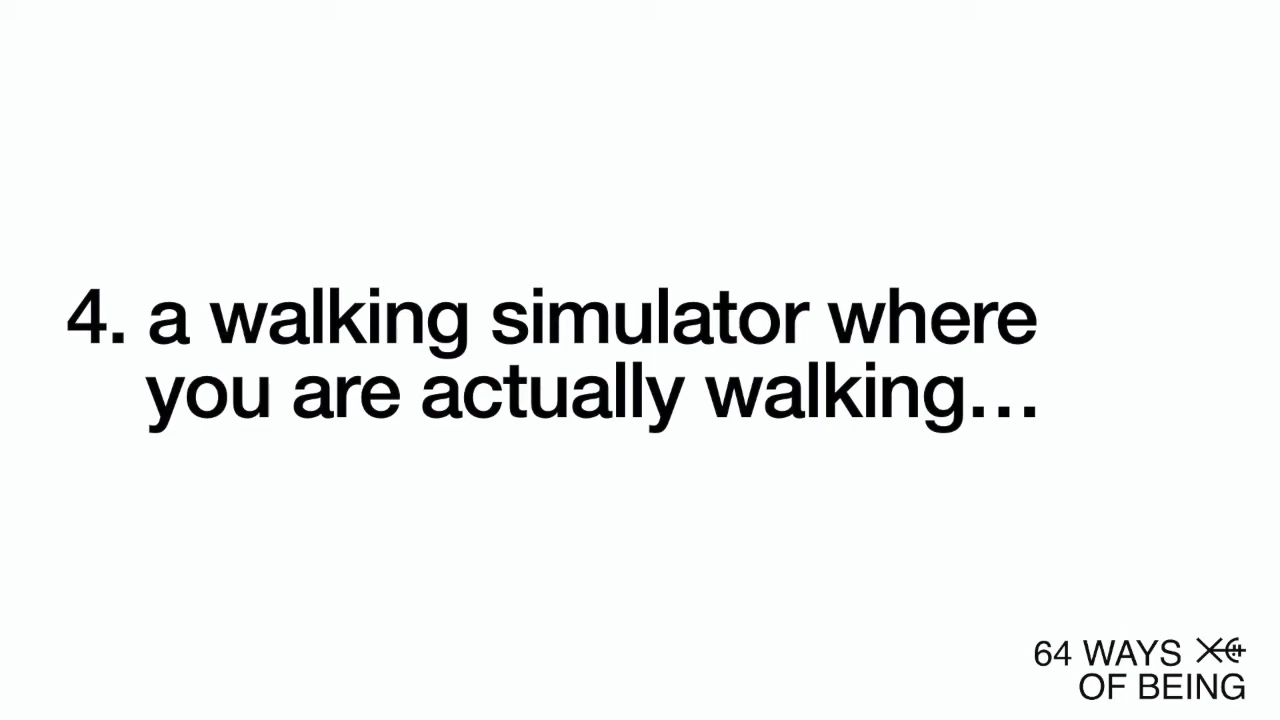 4. a walking simulator where
you are actually walking…
64 WAYS
OF BEING